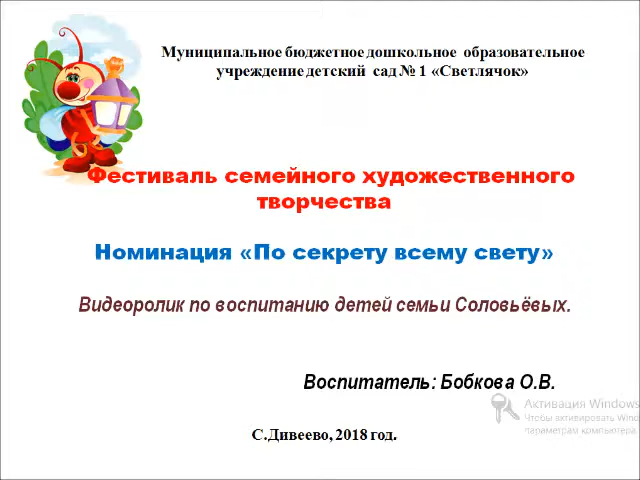 Муниципальное бюджетное дошкольное образовательное
учреждение детский сад № 1 «Светлячок»
Фестиваль семейного художественного
творчества
Номинация «По секрету всему свету»
Видеоролик по воспитанию детей семьи Соловьёвых.
Воспитатель: Бобкова О.В.
Активация Windows
Чтобы активировать Wind
параметрам компьютера.
С.Дивеево, 2018 год.